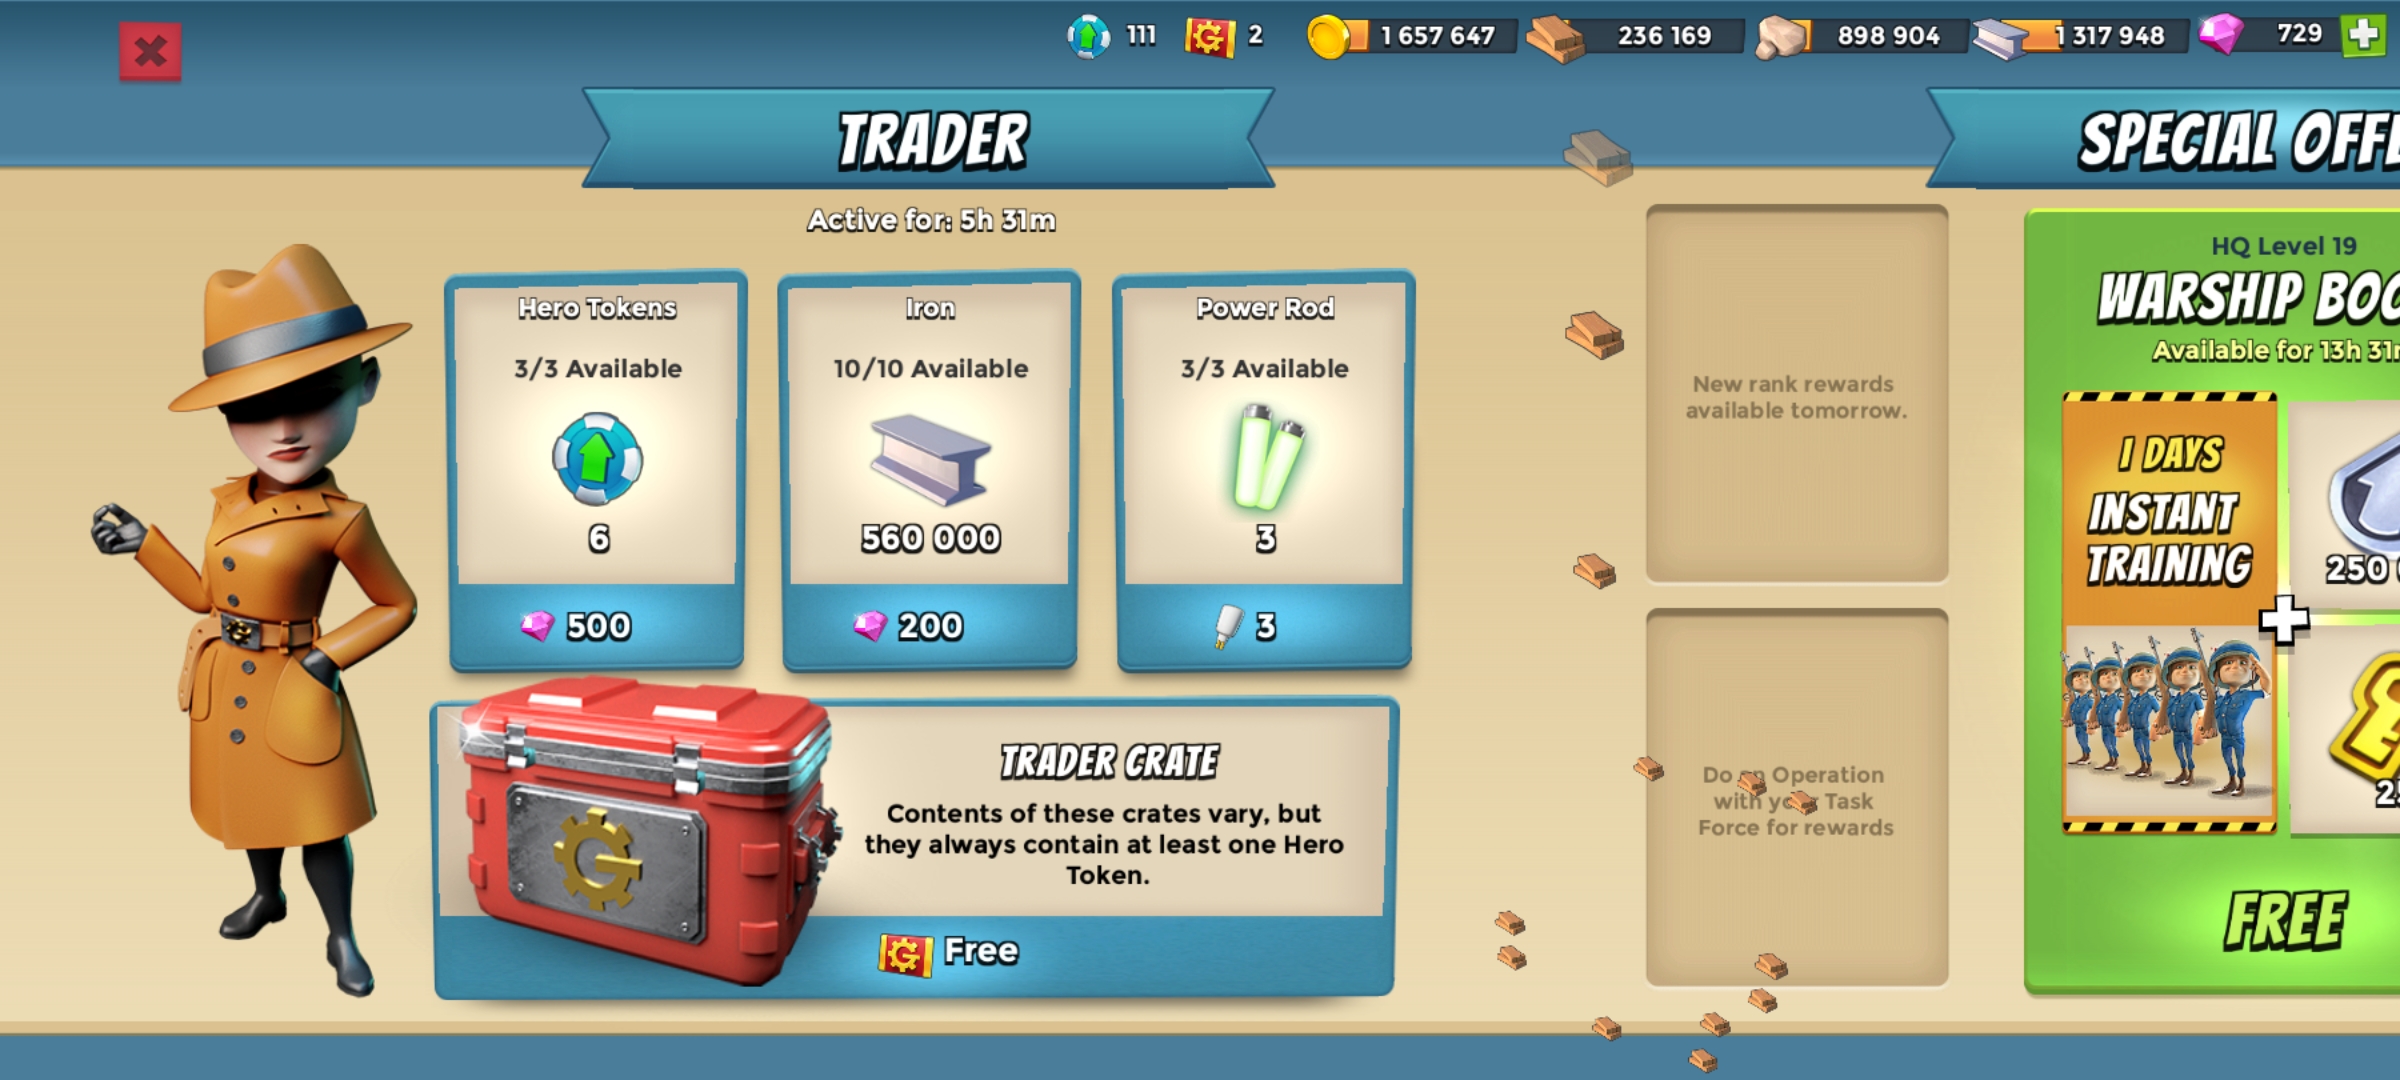 111
2
1 657 647
236 169
898 904
1 317 948
729
TRADER
Active for: 5h 31m
Hero Tokens
3/3 Available
6
500
Iron
10/10 Available
560 000
200
Power Rod
3/3 Available
3
3
TRADER CRATE
Contents of these crates vary, but
they always contain at least one Hero
Token.
Free
New rank rewards
available tomorrow.
Do an Operation
with your Task
Force for rewards
SPECIAL
HQ Level 19
WARSHIP
Available for 13h
1 DAYS
INSTANT
TRAINING
250
FREE